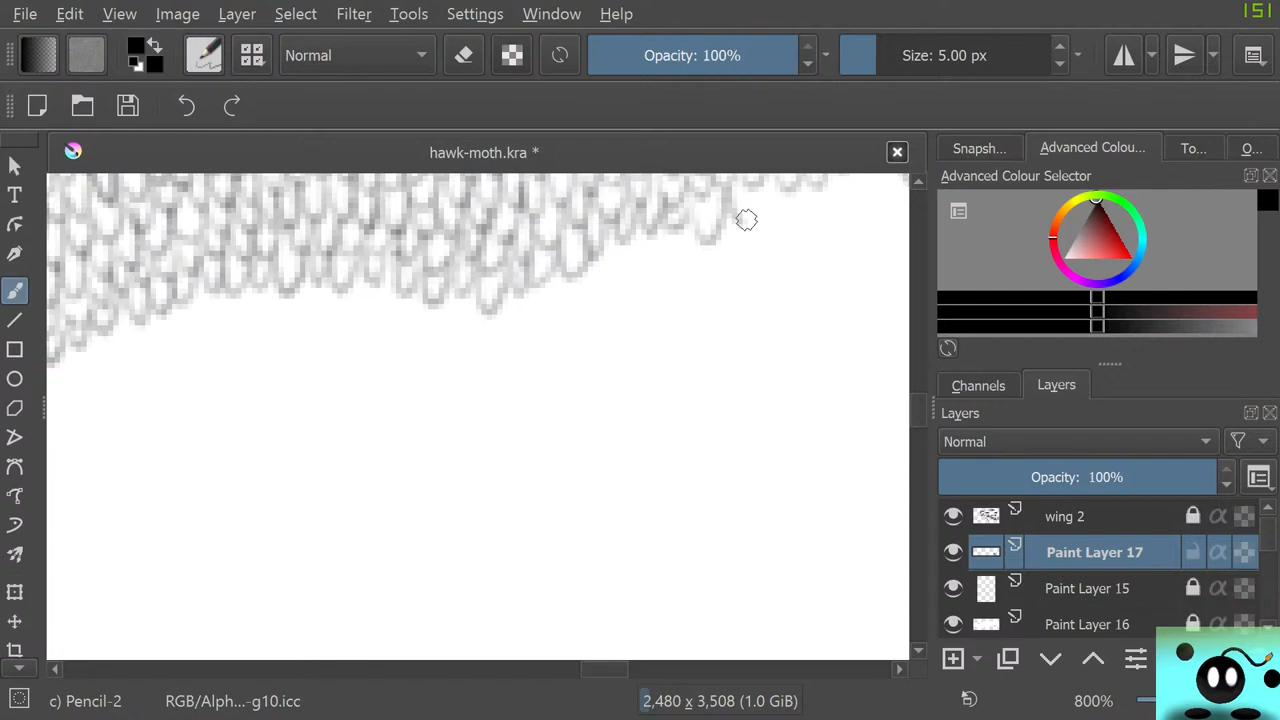 File Edit View Image Layer Select Filter Tools Settings Window Help
Normal Opacity: 100% Size: 5.00 px
hawk-moth.kra *
Snapsh... Advanced Colou... To... O...
Advanced Colour Selector
Channels Layers
Layers
Normal
Opacity: 100%
wing 2
Paint Layer 17
Paint Layer 15
Paint Layer 16
c) Pencil-2 RGB/Alph...-g10.icc 2,480 x 3,508 (1.0 GiB) 800%